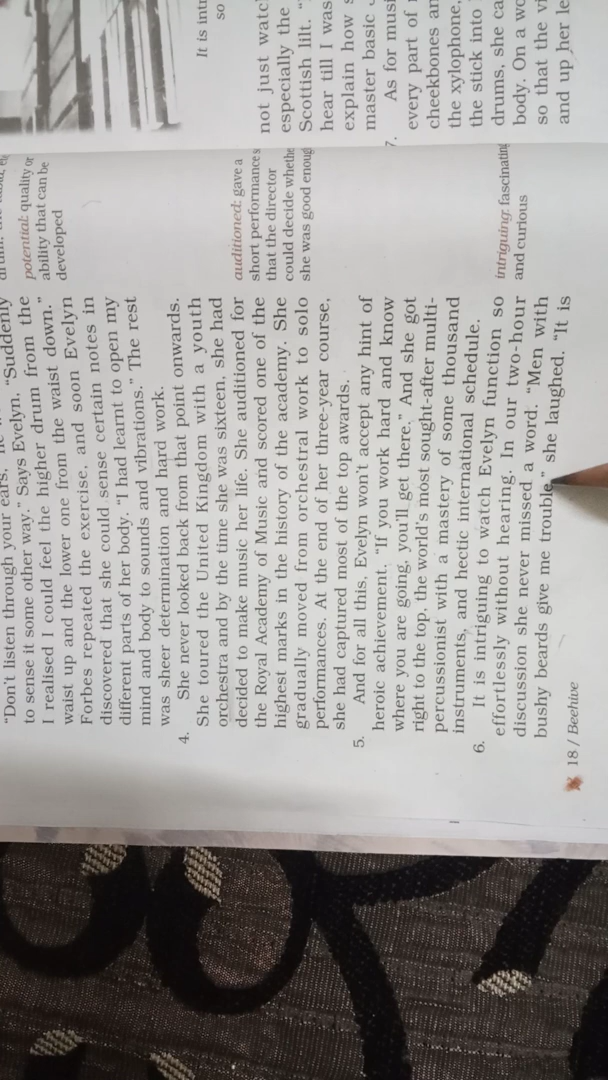 "Don't listen through your ears,
to sense it some other way." Says Evelyn, "Suddenly
I realised I could feel the higher drum from the
waist up and the lower one from the waist down."
Forbes repeated the exercise, and soon Evelyn
discovered that she could sense certain notes in
different parts of her body. "I had learnt to open my
mind and body to sounds and vibrations." The rest
was sheer determination and hard work.
4. She never looked back from that point onwards.
She toured the United Kingdom with a youth
orchestra and by the time she was sixteen, she had
decided to make music her life. She auditioned for
the Royal Academy of Music and scored one of the
highest marks in the history of the academy. She
gradually moved from orchestral work to solo
performances. At the end of her three-year course,
she had captured most of the top awards.
5. And for all this, Evelyn won't accept any hint of
heroic achievement. "If you work hard and know
where you are going, you'll get there." And she got
right to the top, the world's most sought-after multi-
percussionist with a mastery of some thousand
instruments, and hectic international schedule.
6. It is intriguing to watch Evelyn function so
effortlessly without hearing. In our two-hour
discussion she never missed a word. "Men with
bushy beards give me trouble," she laughed. "It is
18 / Beehive
potential: quality or
ability that can be
developed
auditioned: gave a
short performance s
that the director
could decide whethe
she was good enoug
intriguing: fascinating
and curious
It is intr
so
not just watc
especially the
Scottish lilt. "
hear till I was
explain how s
master basic
7. As for musi
every part of
cheekbones an
the xylophone,
the stick into
drums, she ca
body. On a wo
so that the vi
and up her le